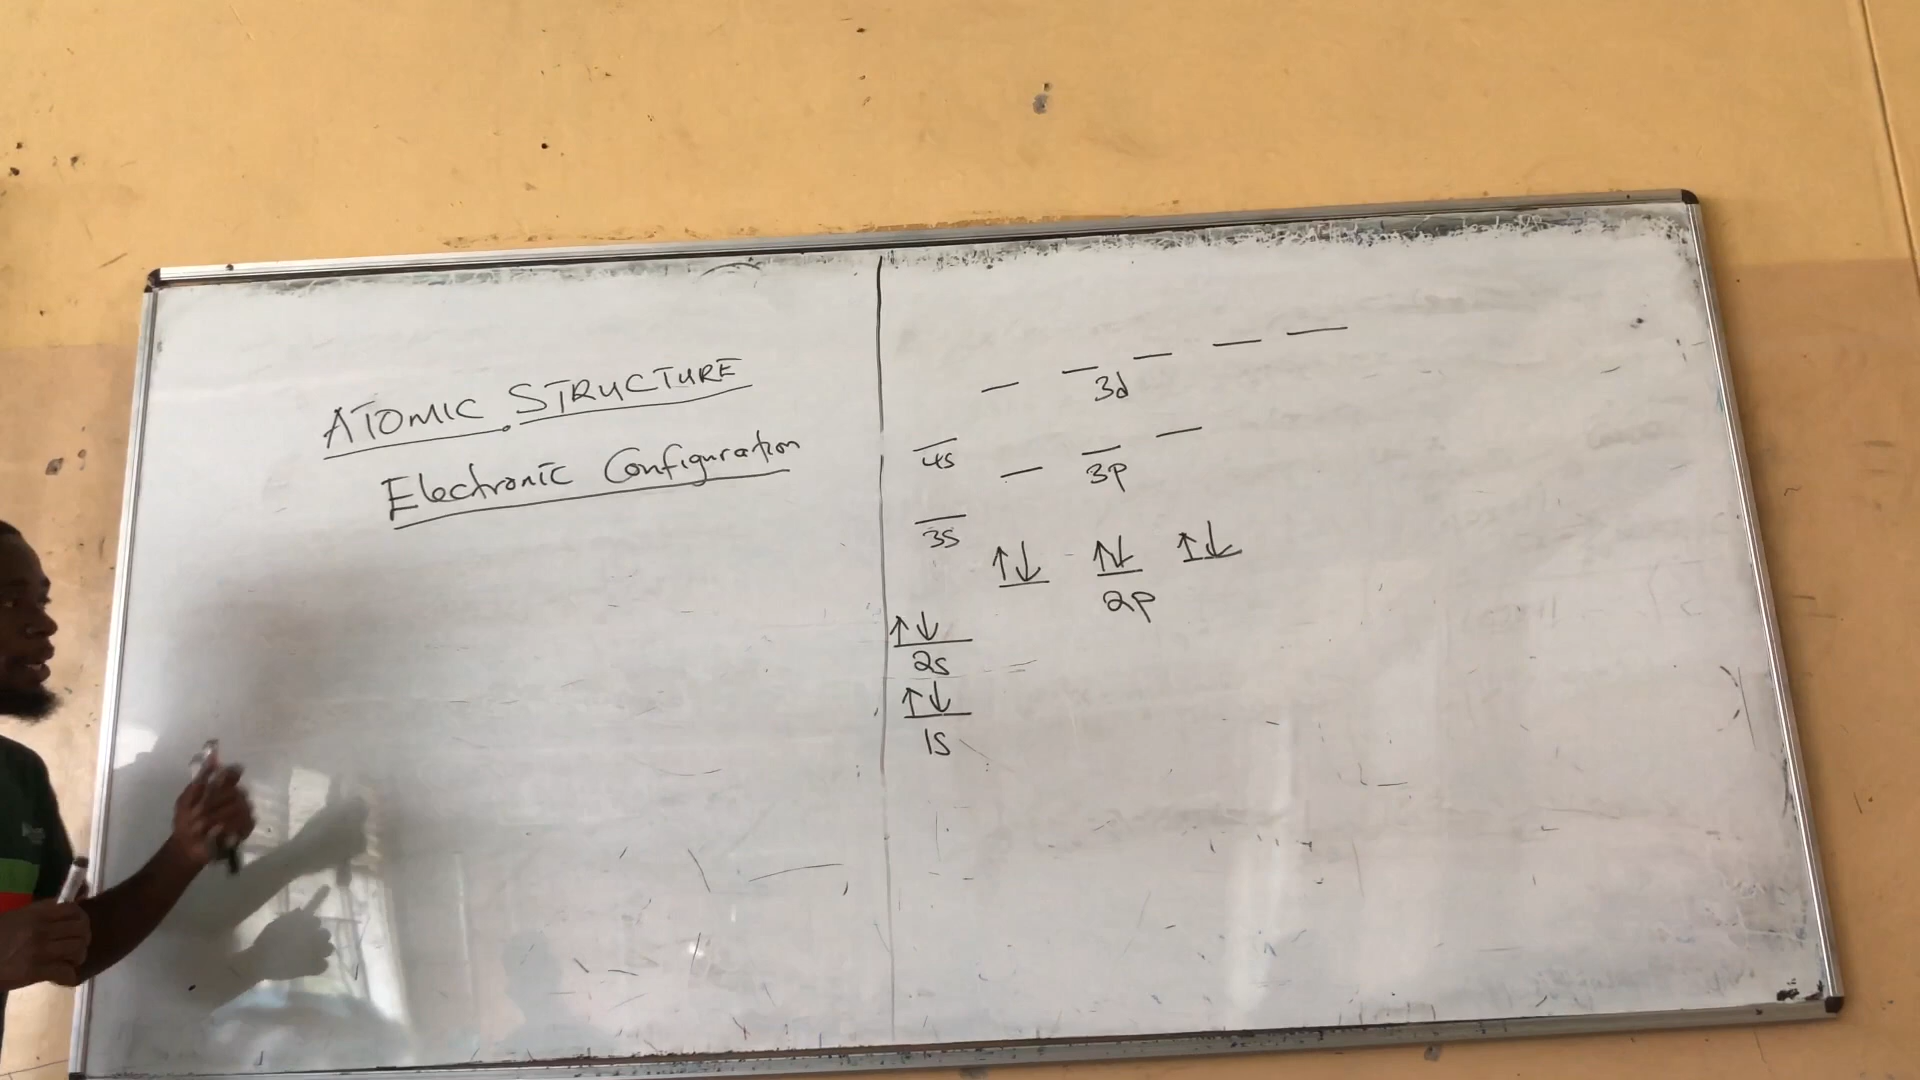 ATOMIC STRUCTURE
Electronic Configuration
3d
4s
3p
3s
↑↓ ↑↓ ↑↓
2p
↑↓
2s
↑↓
1s